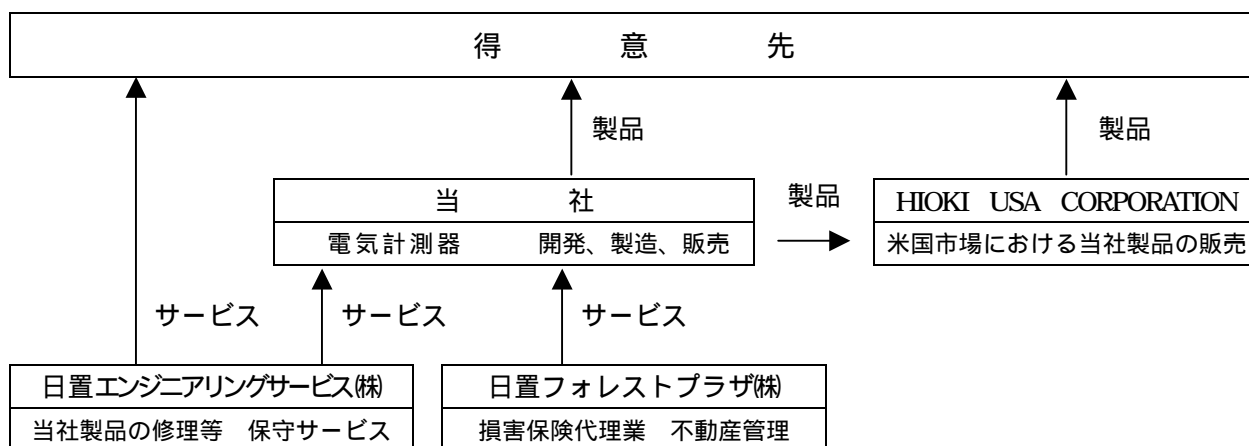 得 意 先
製品
製品
当 社
製品
HIOKI USA CORPORATION
電気計測器 開発、製造、販売
米国市場における当社製品の販売
サービス
サービス
サービス
日置エンジニアリングサービス㈱
日置フォレストプラザ㈱
当社製品の修理等 保守サービス
損害保険代理業 不動産管理